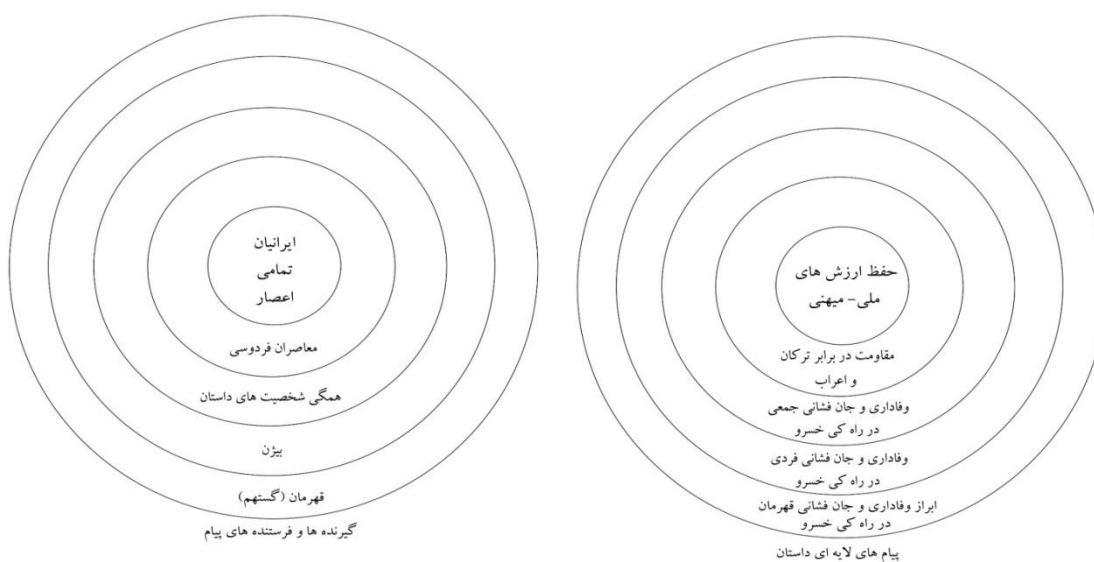 ایرانیان
تمامی
اعصار
معاصران فردوسی
همگی شخصیت های داستان
بیژن
قهرمان (گستهم)
گیرنده ها و فرستنده های پیام
حفظ ارزش های
ملی- میهنی
مقاومت در برابر ترکان
و اعراب
وفاداری و جان فشانی جمعی
در راه کی خسرو
وفاداری و جان فشانی فردی
در راه کی خسرو
ابراز وفاداری و جان فشانی قهرمان
در راه کی خسرو
پیام های لایه ای داستان